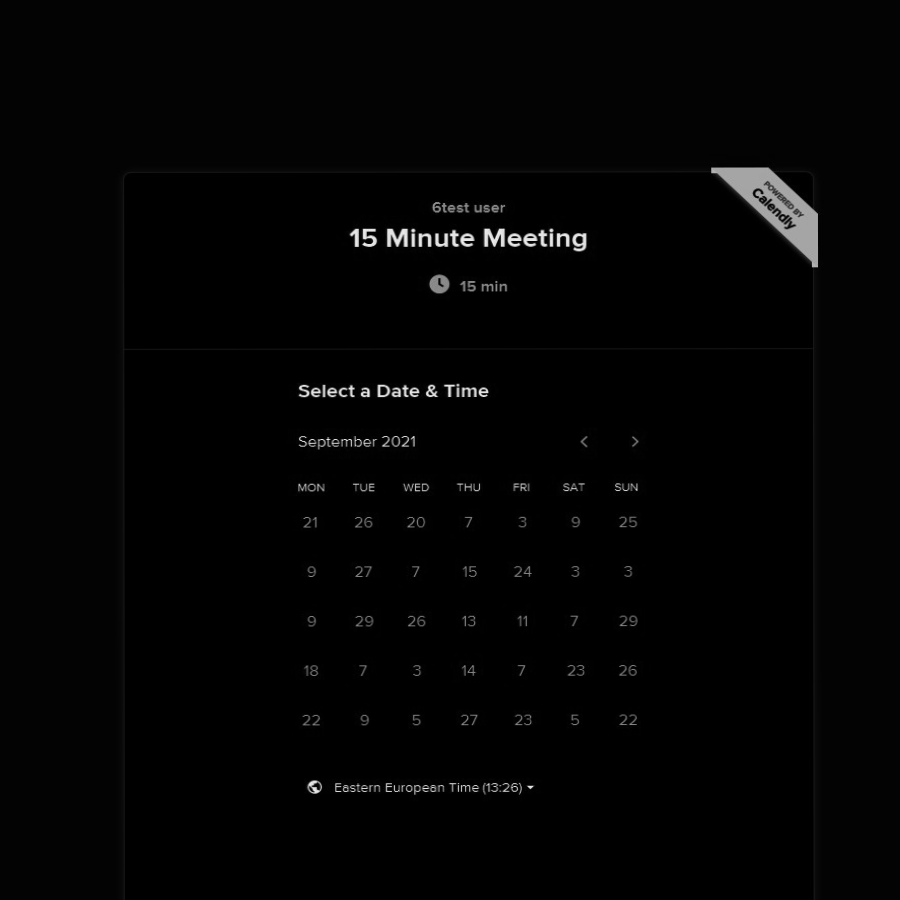 POWERED BY
Calendly
6test user
15 Minute Meeting
15 min
Select a Date & Time
September 2021
MON TUE WED THU FRI SAT SUN
21 26 20 7 3 9 25
9 27 7 15 24 3 3
9 29 26 13 11 7 29
18 7 3 14 7 23 26
22 9 5 27 23 5 22
Eastern European Time (13:26)